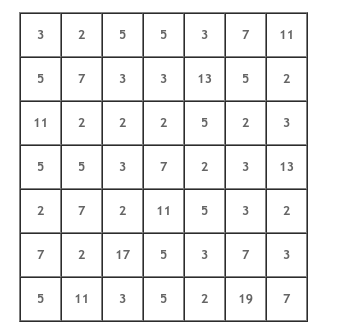 3 2 5 5 3 7 11
5 7 3 3 13 5 2
11 2 2 2 5 2 3
5 5 3 7 2 3 13
2 7 2 11 5 3 2
7 2 17 5 3 7 3
5 11 3 5 2 19 7